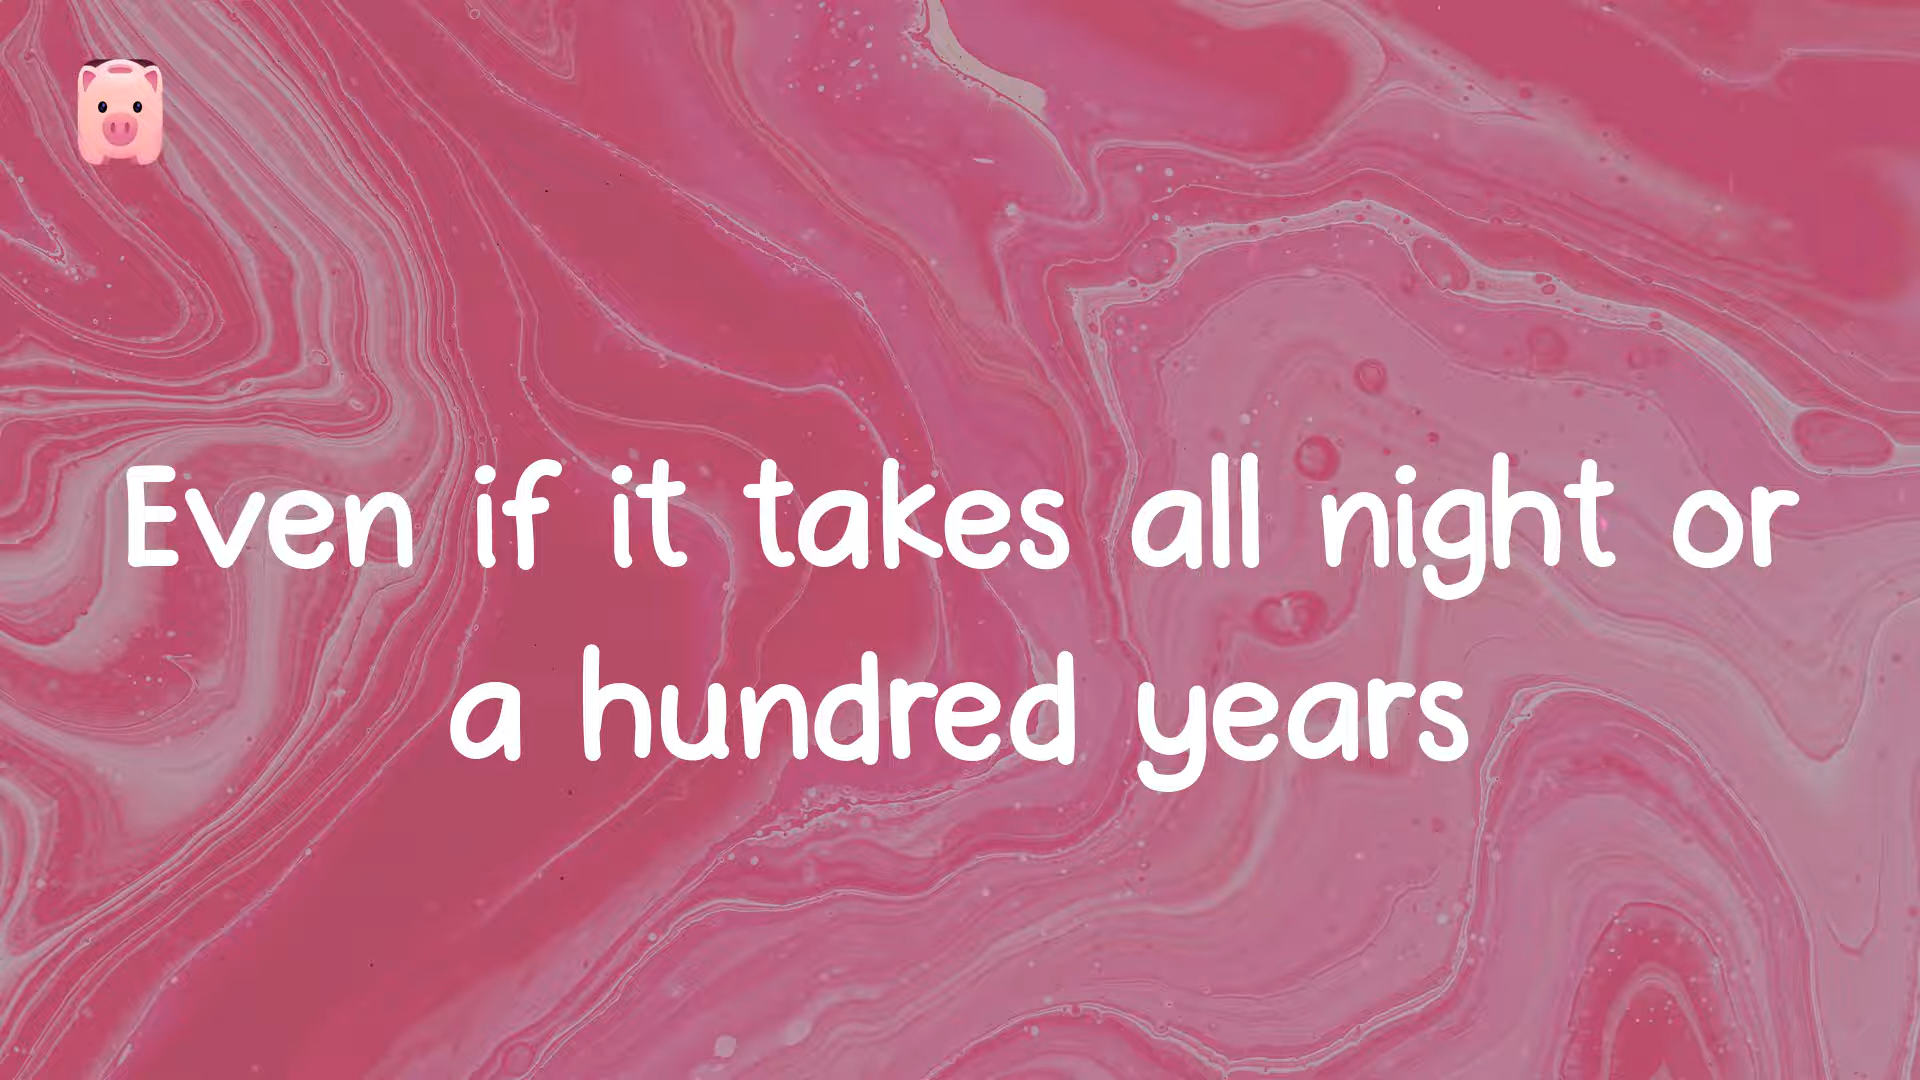 Even if it takes all night or
a hundred years